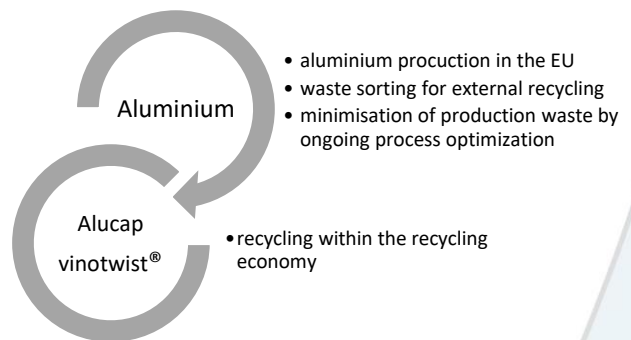 Aluminium
• aluminium procuction in the EU
• waste sorting for external recycling
• minimisation of production waste by
ongoing process optimization
Alucap
vinotwist®
•recycling within the recycling
economy